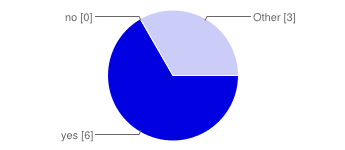 no [0]
Other [3]
yes [6]